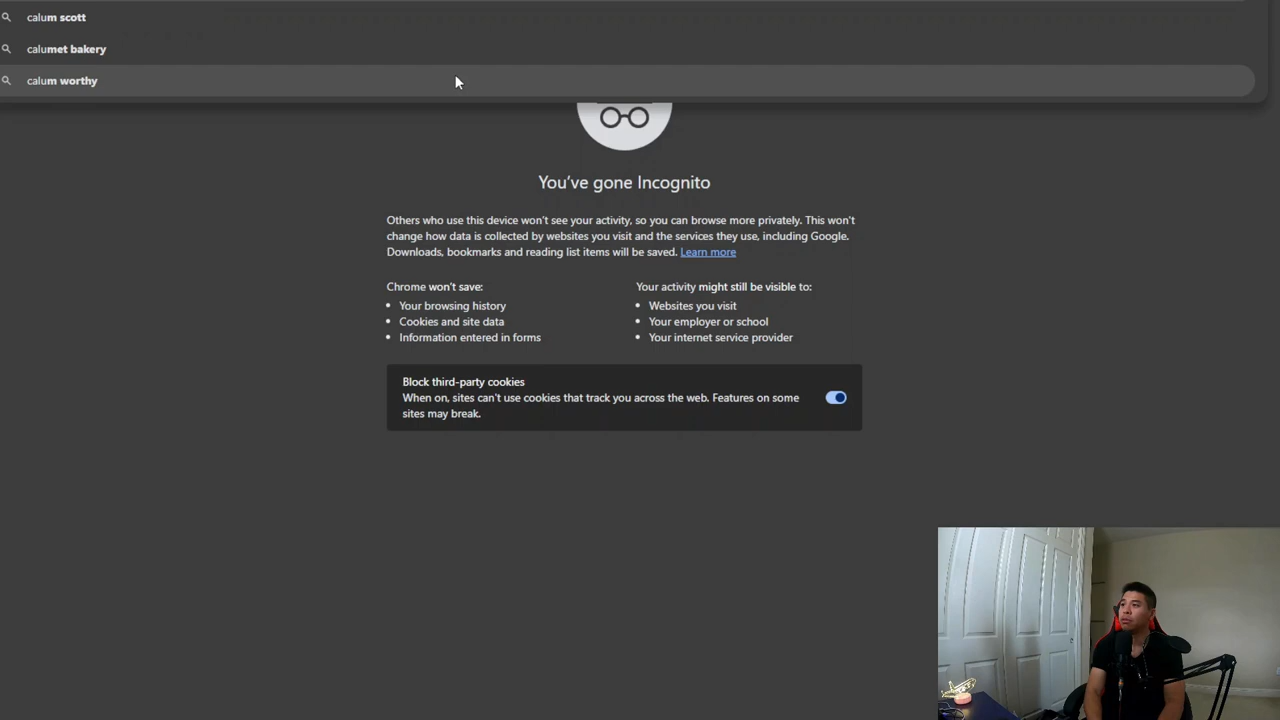 calum scott
calumet bakery
calum worthy
You've gone Incognito
Others who use this device won't see your activity, so you can browse more privately. This won't
change how data is collected by websites you visit and the services they use, including Google.
Downloads, bookmarks and reading list items will be saved. Learn more
Chrome won't save:
Your browsing history
Cookies and site data
Information entered in forms
Your activity might still be visible to:
Websites you visit
Your employer or school
Your internet service provider
Block third-party cookies
When on, sites can't use cookies that track you across the web. Features on some
sites may break.